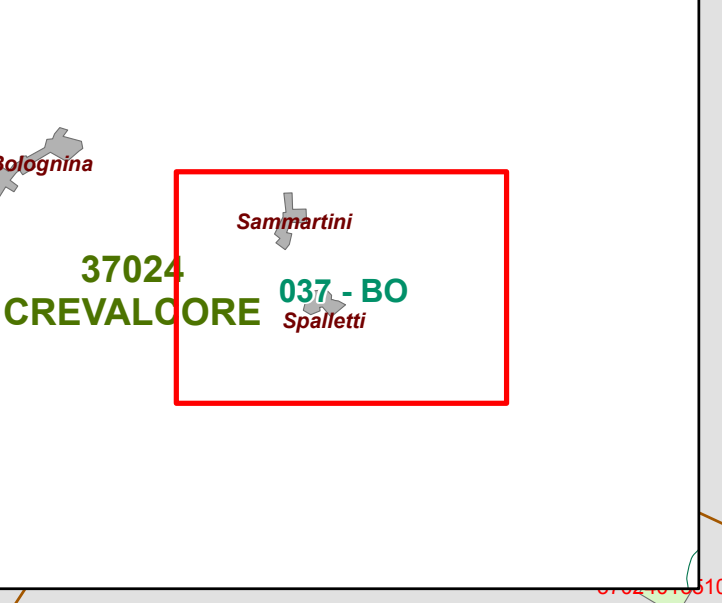 Bolognina
Sammartini
37024
CREVALCORE
037 - BO
Spalletti